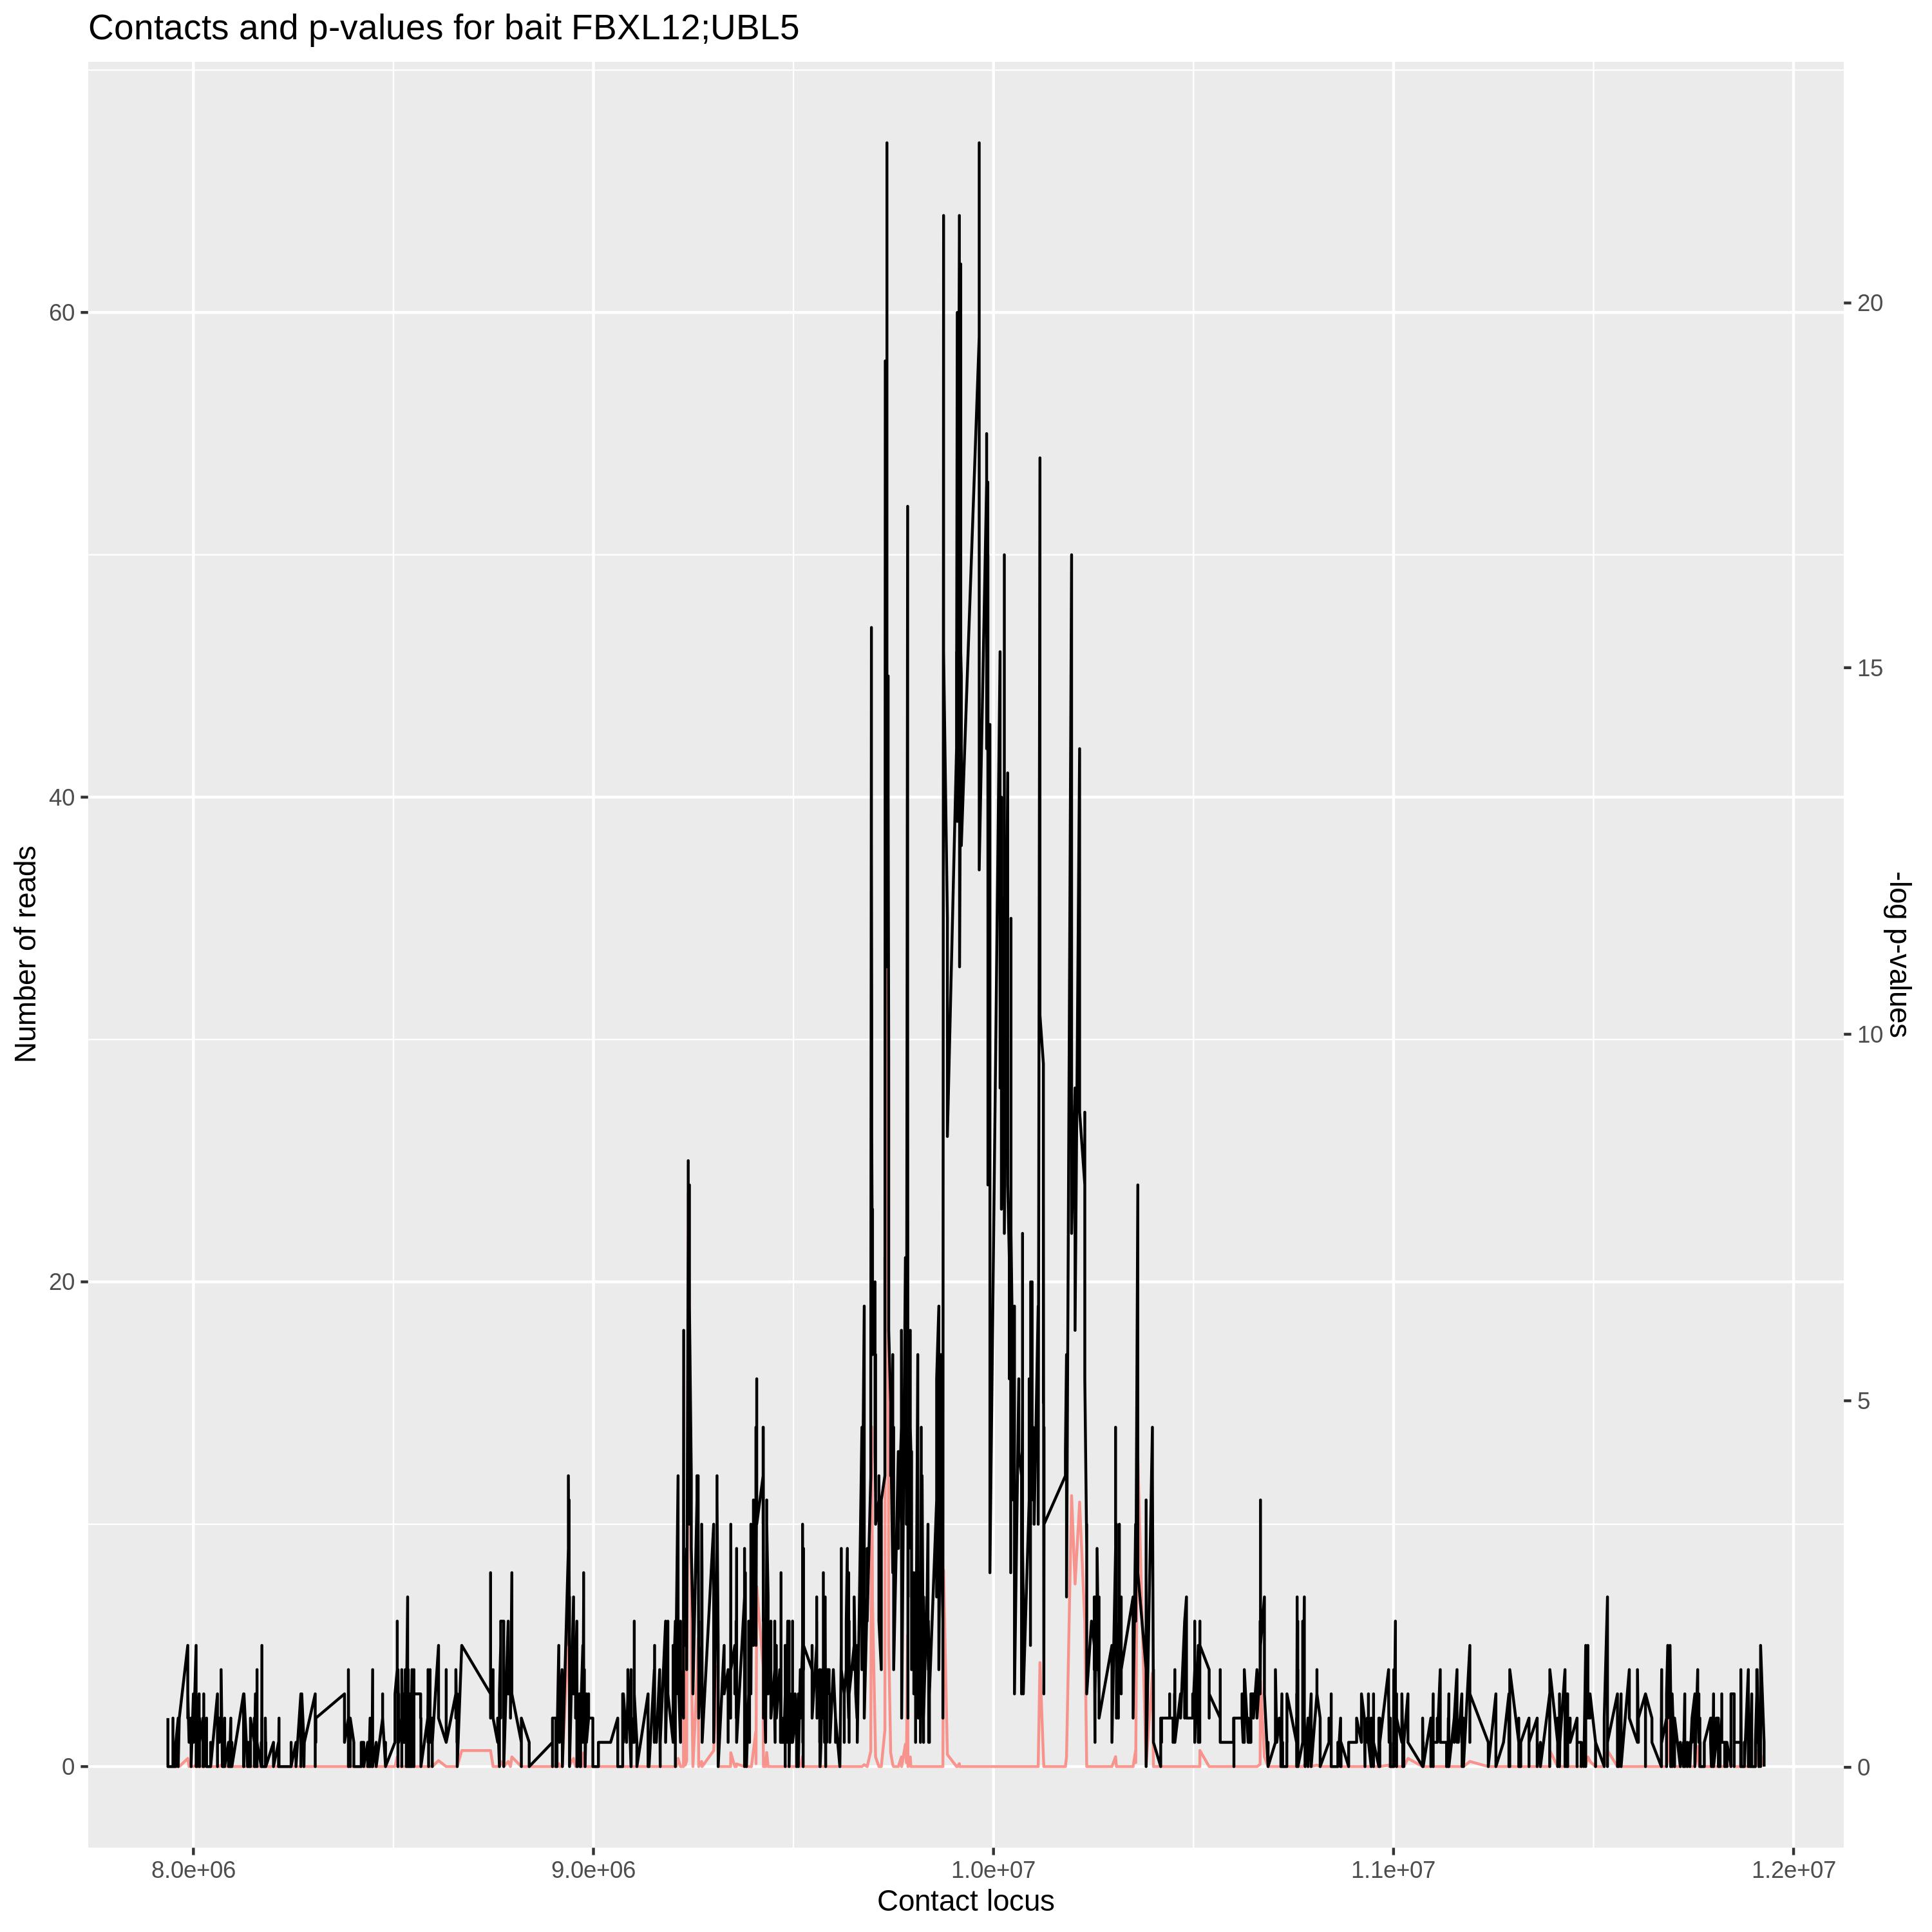 Contacts and p-values for bait FBXL12;UBL5
60
40
20
0
Number of reads
20
15
10
5
0
-log p-values
8.0e+06
9.0e+06
1.0e+07
1.1e+07
1.2e+07
Contact locus